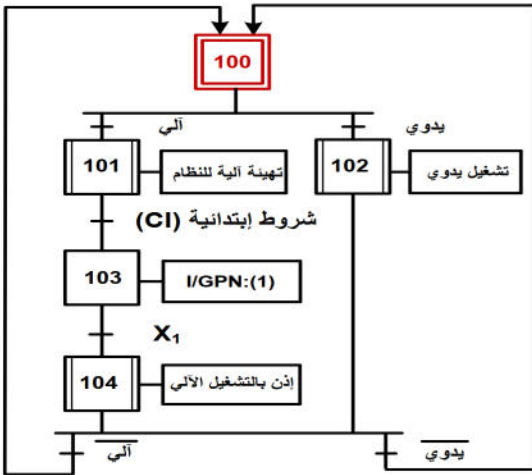 100
آلي
يدوي
101
تهيئة آلية للنظام
102
تشغيل يدوي
شروط إبتدائية (CI)
103
I/GPN:(1)
X₁
104
إذن بالتشغيل الآلي
آلي
يدوي